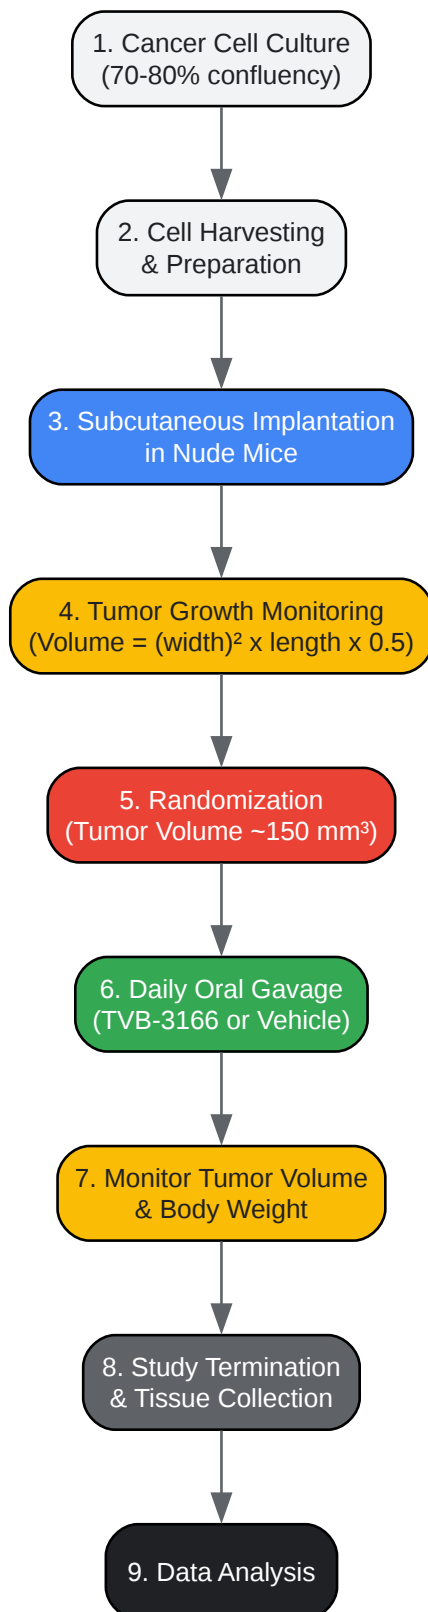 1. Cancer Cell Culture
(70-80% confluency)
2. Cell Harvesting
& Preparation
3. Subcutaneous Implantation
in Nude Mice
4. Tumor Growth Monitoring
(Volume = (width)² x length x 0.5)
5. Randomization
(Tumor Volume ~150 mm³)
6. Daily Oral Gavage
(TVB-3166 or Vehicle)
7. Monitor Tumor Volume
& Body Weight
8. Study Termination
& Tissue Collection
9. Data Analysis